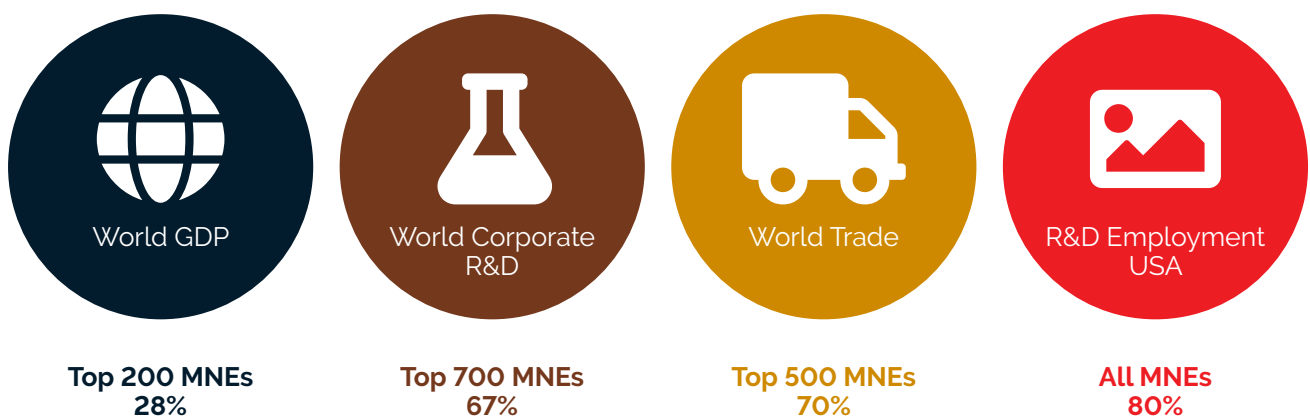 World GDP
World Corporate
R&D
World Trade
R&D Employment
USA
Top 200 MNEs
28%
Top 700 MNEs
67%
Top 500 MNEs
70%
All MNEs
80%